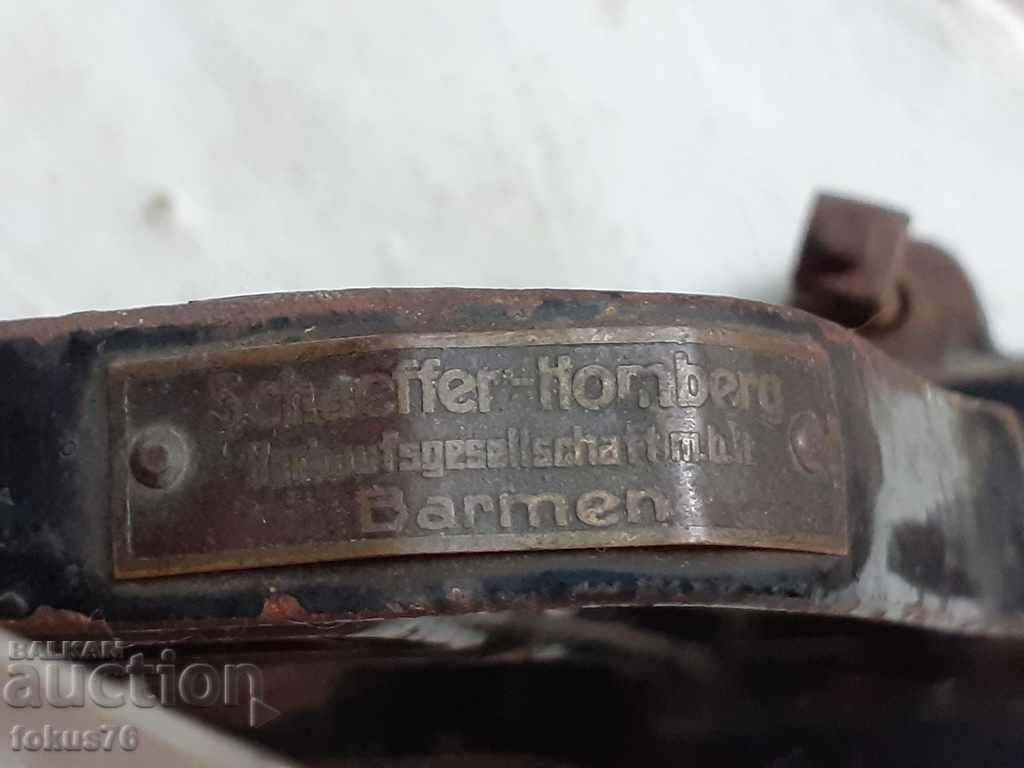 Schaeffer-Homberg
Verkaufsgesellschaft m.b.H
Barmen
BALKAN
auction
fokus76